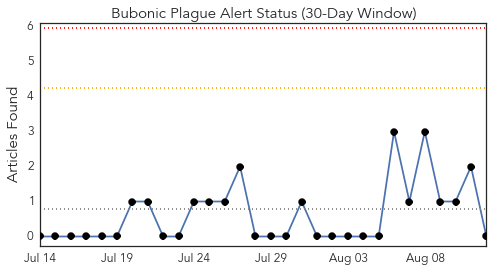 Bubonic Plague Alert Status (30-Day Window)
Articles Found
6
5
4
3
2
1
0
Jul 14 Jul 19 Jul 24 Jul 29 Aug 03 Aug 08